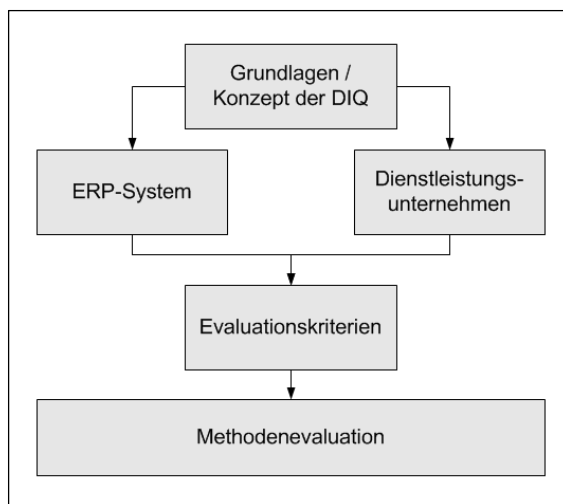 Grundlagen /
Konzept der DIQ
ERP-System
Dienstleistungs-
unternehmen
Evaluationskriterien
Methodenevaluation